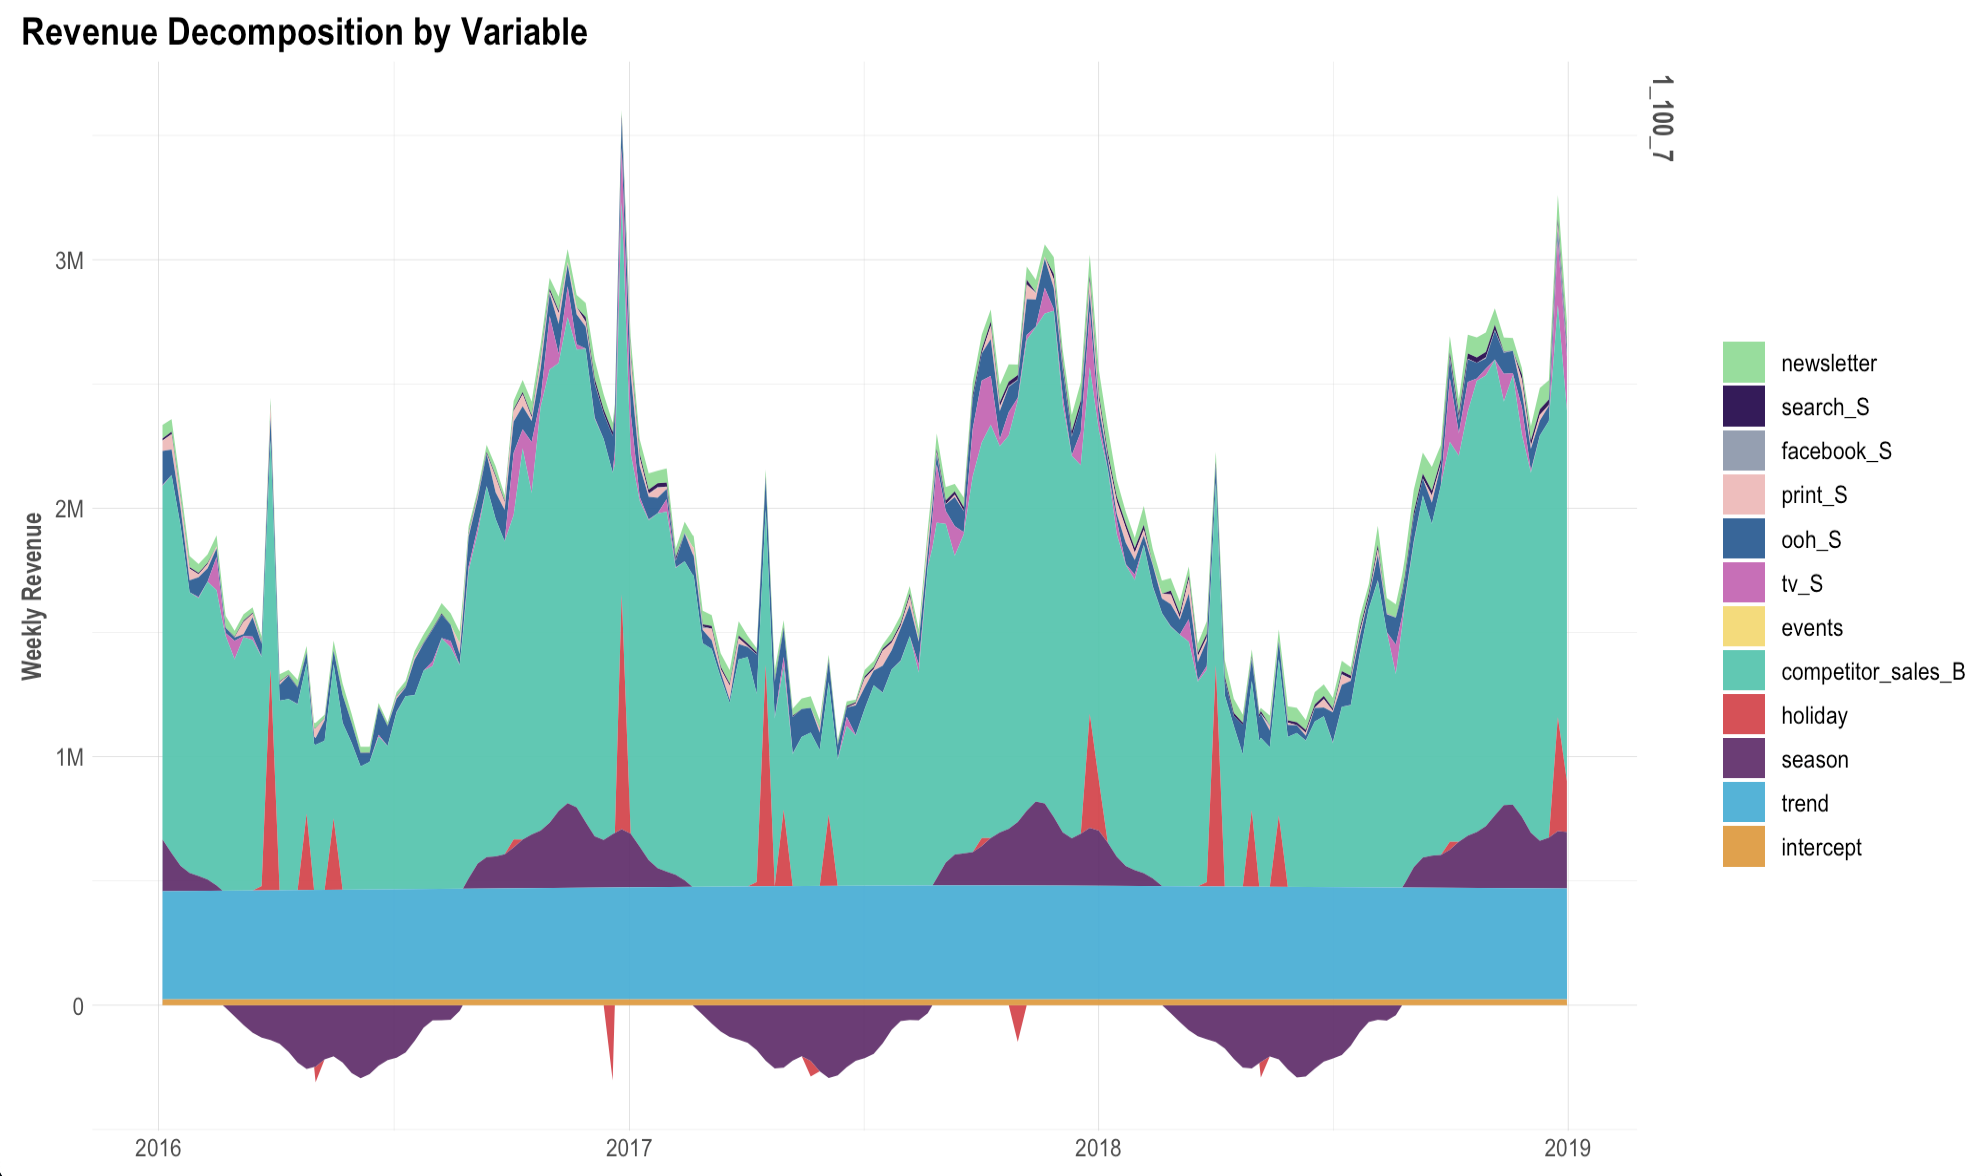 Revenue Decomposition by Variable
1_100_7
3M
2M
1M
0
Weekly Revenue
2016
2017
2018
2019
newsletter
search_S
facebook_S
print_S
ooh_S
tv_S
events
competitor_sales_B
holiday
season
trend
intercept